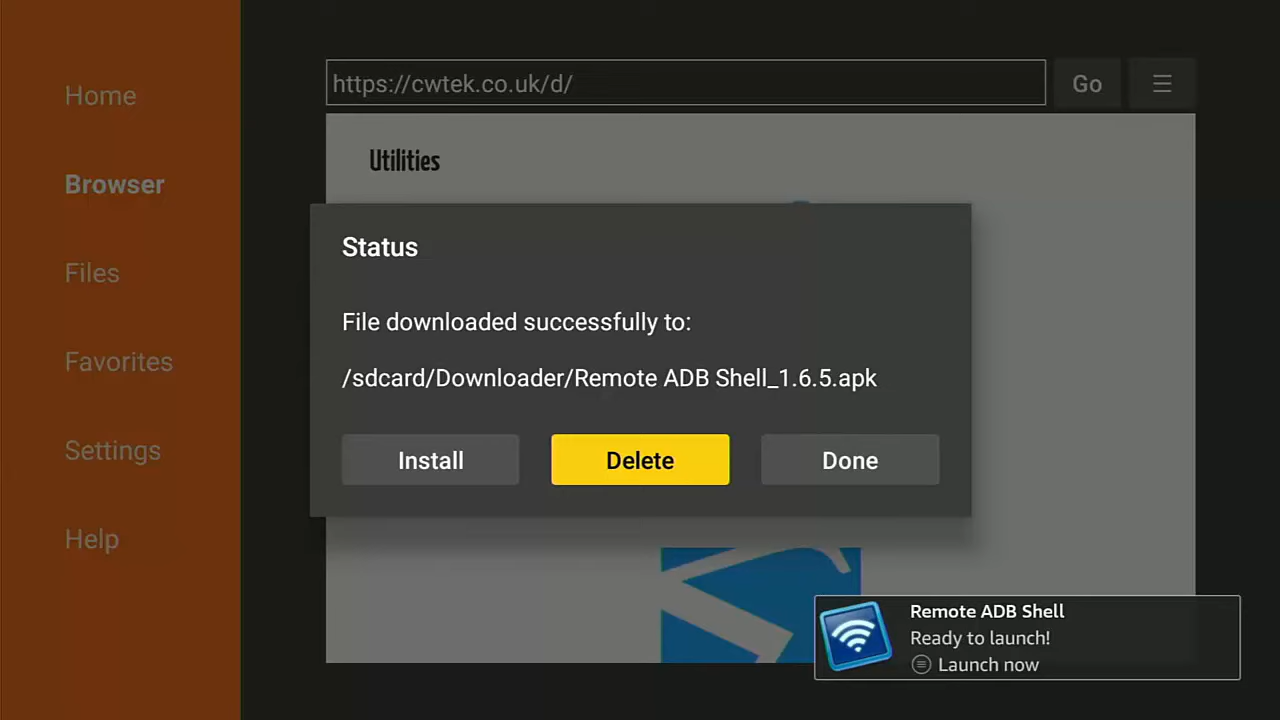 Home
Browser
Files
Favorites
Settings
Help
https://cwtek.co.uk/d/
Go
Utilities
Status
File downloaded successfully to:
/sdcard/Downloader/Remote ADB Shell_1.6.5.apk
Install
Delete
Done
Remote ADB Shell
Ready to launch!
Launch now